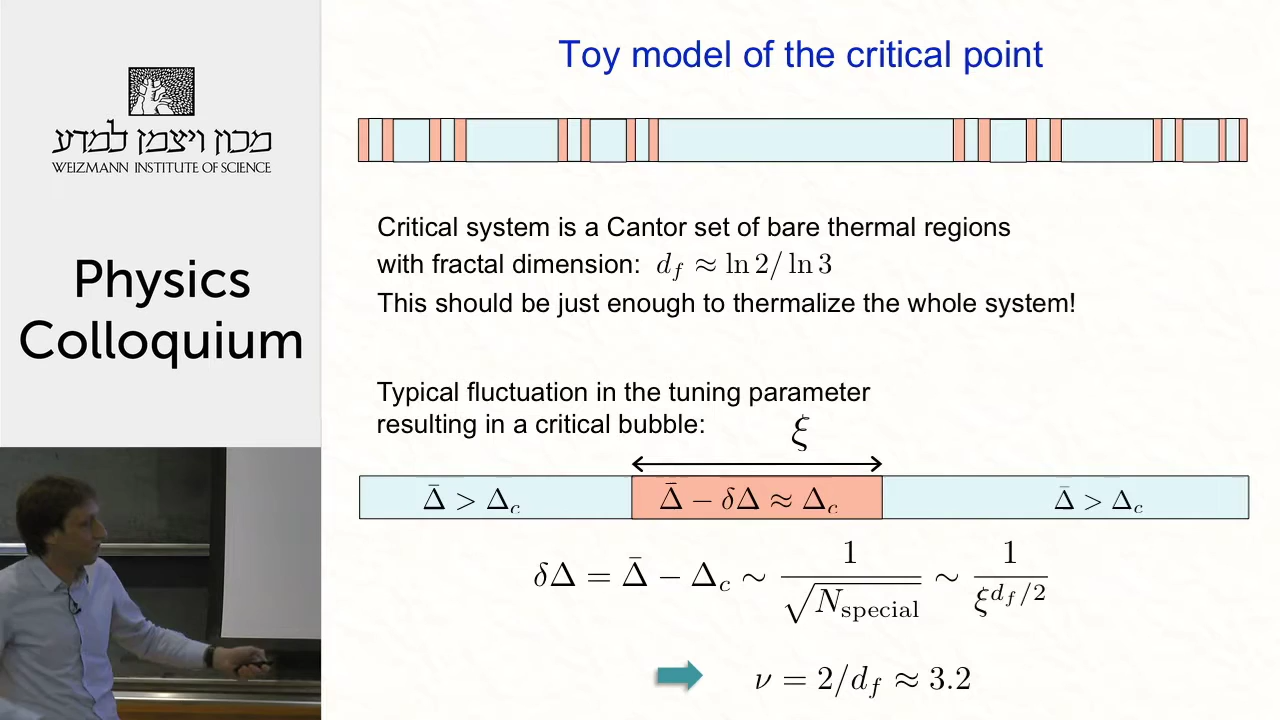 מכון ויצמן למדע
WEIZMANN INSTITUTE OF SCIENCE
Physics
Colloquium
Toy model of the critical point
Critical system is a Cantor set of bare thermal regions
with fractal dimension: d_f ≈ ln 2/ ln 3
This should be just enough to thermalize the whole system!
Typical fluctuation in the tuning parameter
resulting in a critical bubble:
ξ
Δ̄ > Δ_c
Δ̄ − δΔ ≈ Δ_c
Δ̄ > Δ_c
δΔ = Δ̄ − Δ_c ∼ 1/√N_special ∼ 1/ξ^{d_f/2}
ν = 2/d_f ≈ 3.2